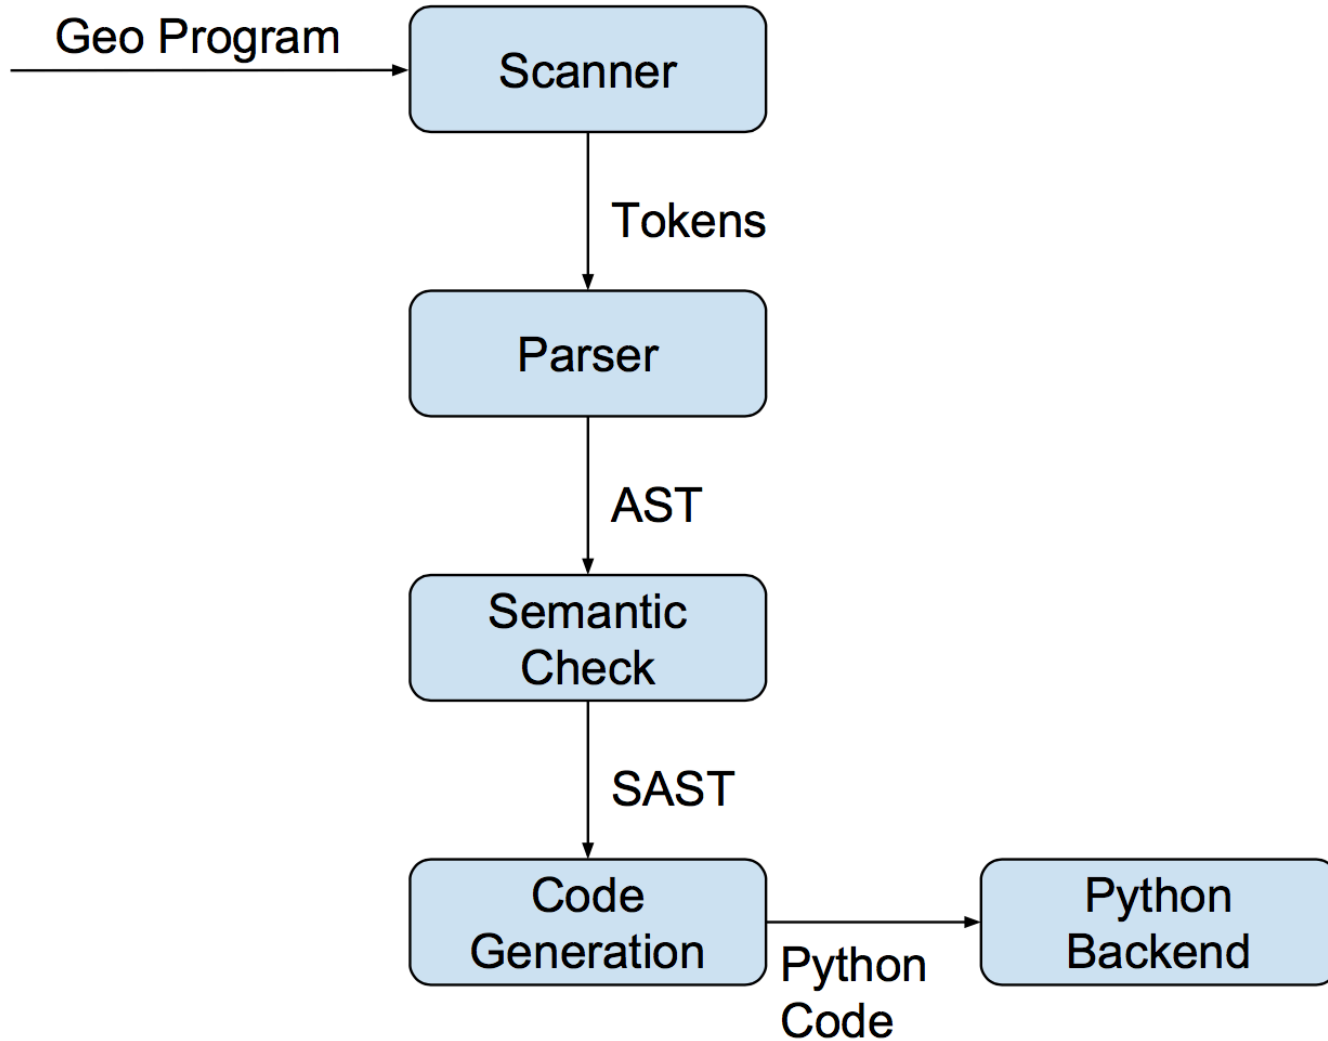 Geo Program
Scanner
Tokens
Parser
AST
Semantic
Check
SAST
Code
Generation
Python
Code
Python
Backend